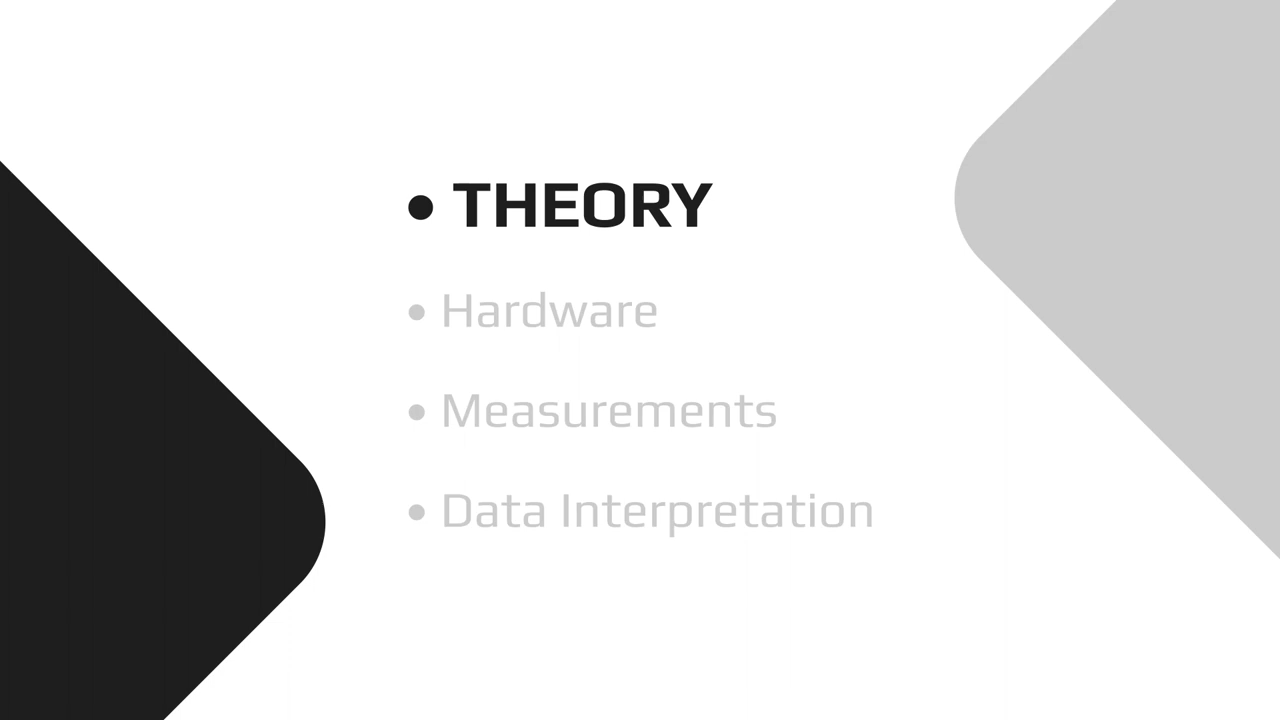 • THEORY
• Hardware
• Measurements
• Data Interpretation